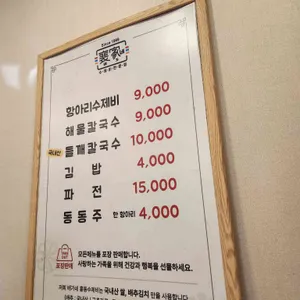 Since 1998
항아리수제비 9,000
해물칼국수 9,000
국내산 들깨칼국수 10,000
김밥 4,000
파전 15,000
동동주 한 항아리 4,000
TAKE OUT
포장판매
모든메뉴를 포장 판매합니다.
사랑하는 가족을 위해 건강과 행복을 선물하세요.
국내산 쌀, 배추김치만 사용합니다.